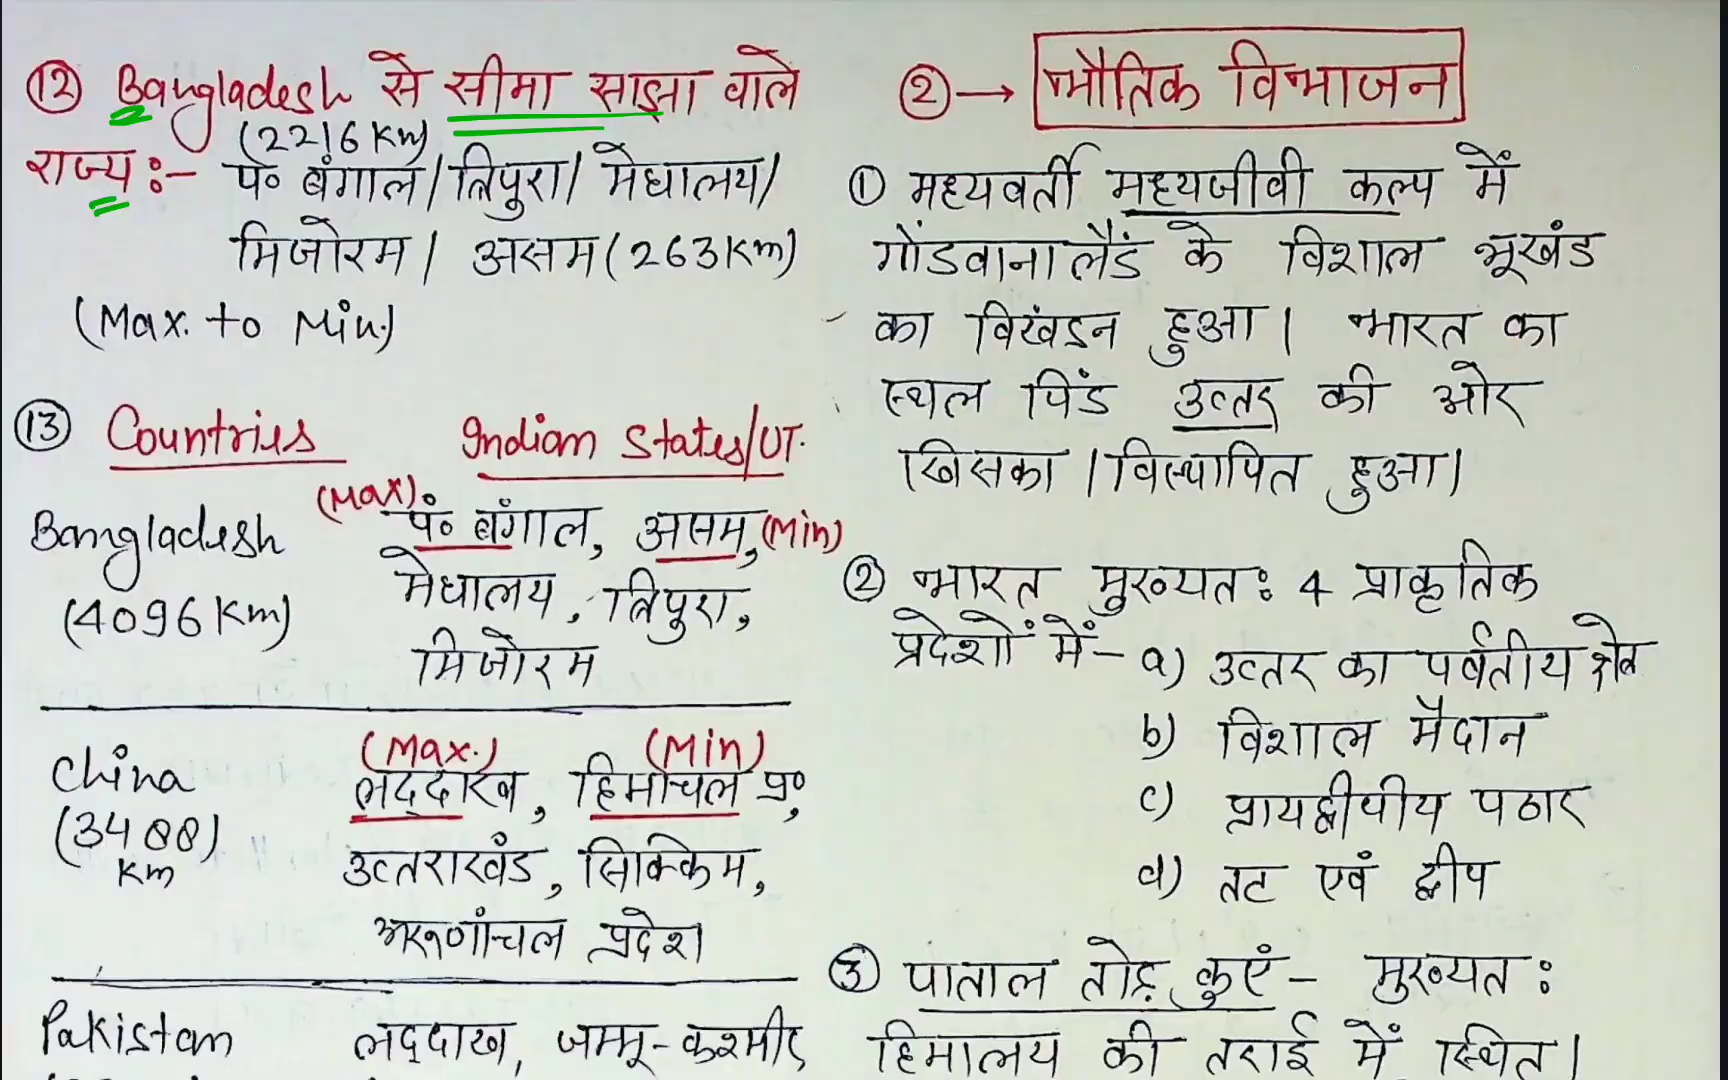 ⑫ Bangladesh से सीमा साझा वाले
(2216 Km)
राज्य :- प० बंगाल/त्रिपुरा/ मेघालय/
मिजोरम/ असम (263 Km)
(Max. to Min.)
⑬ Countries Indian States/UT.
(Max).
Bangladesh प० बंगाल, असम, (Min)
(4096 Km) मेघालय, त्रिपुरा,
मिजोरम
(Max.) (Min)
China लद्दाख, हिमांचल प्र०,
(3488) उत्तराखंड, सिक्किम,
Km
अरूणांचल प्रदेश
Pakistan लद्दाख, जम्मू-कश्मीर
② → भौतिक विभाजन
① मध्यवर्ती मध्यजीवी कल्प में
गोंडवाना लैंड के विशाल भूखंड
का विखंडन हुआ। भारत का
स्थल पिंड उत्तर की ओर
खिसका/विस्थापित हुआ।
② भारत मुख्यत: 4 प्राकृतिक
प्रदेशों में - a) उत्तर का पर्वतीय क्षेत्र
b) विशाल मैदान
c) प्रायद्वीपीय पठार
d) तट एवं द्वीप
③ पाताल तोड़ कुएं - मुख्यत:
हिमालय की तराई में स्थित।